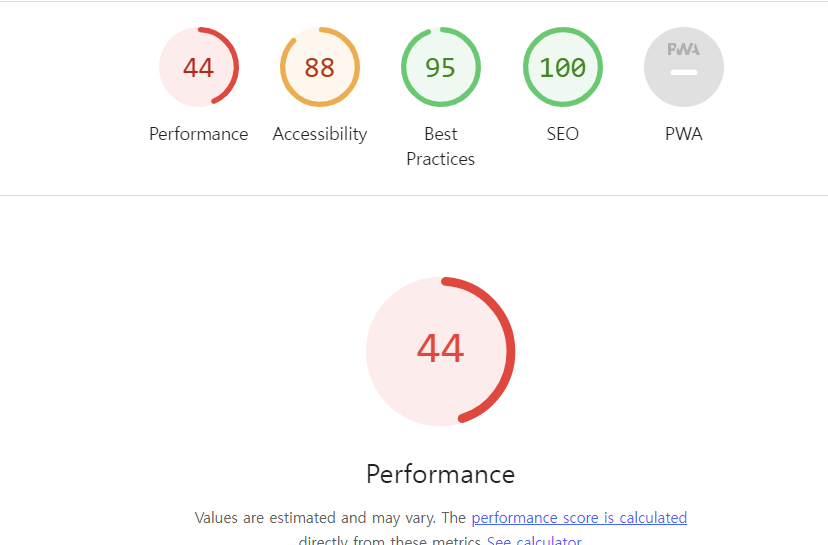 44
88
95
100
PWA
Performance
Accessibility
Best
Practices
SEO
PWA
44
Performance
Values are estimated and may vary. The performance score is calculated
directly from these metrics. See calculator.